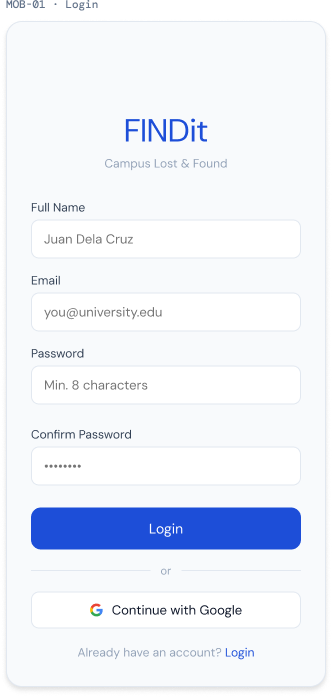 MOB-01 · Login
FINDit
Campus Lost & Found
Full Name
Juan Dela Cruz
Email
you@university.edu
Password
Min. 8 characters
Confirm Password
••••••••
Login
or
Continue with Google
Already have an account? Login